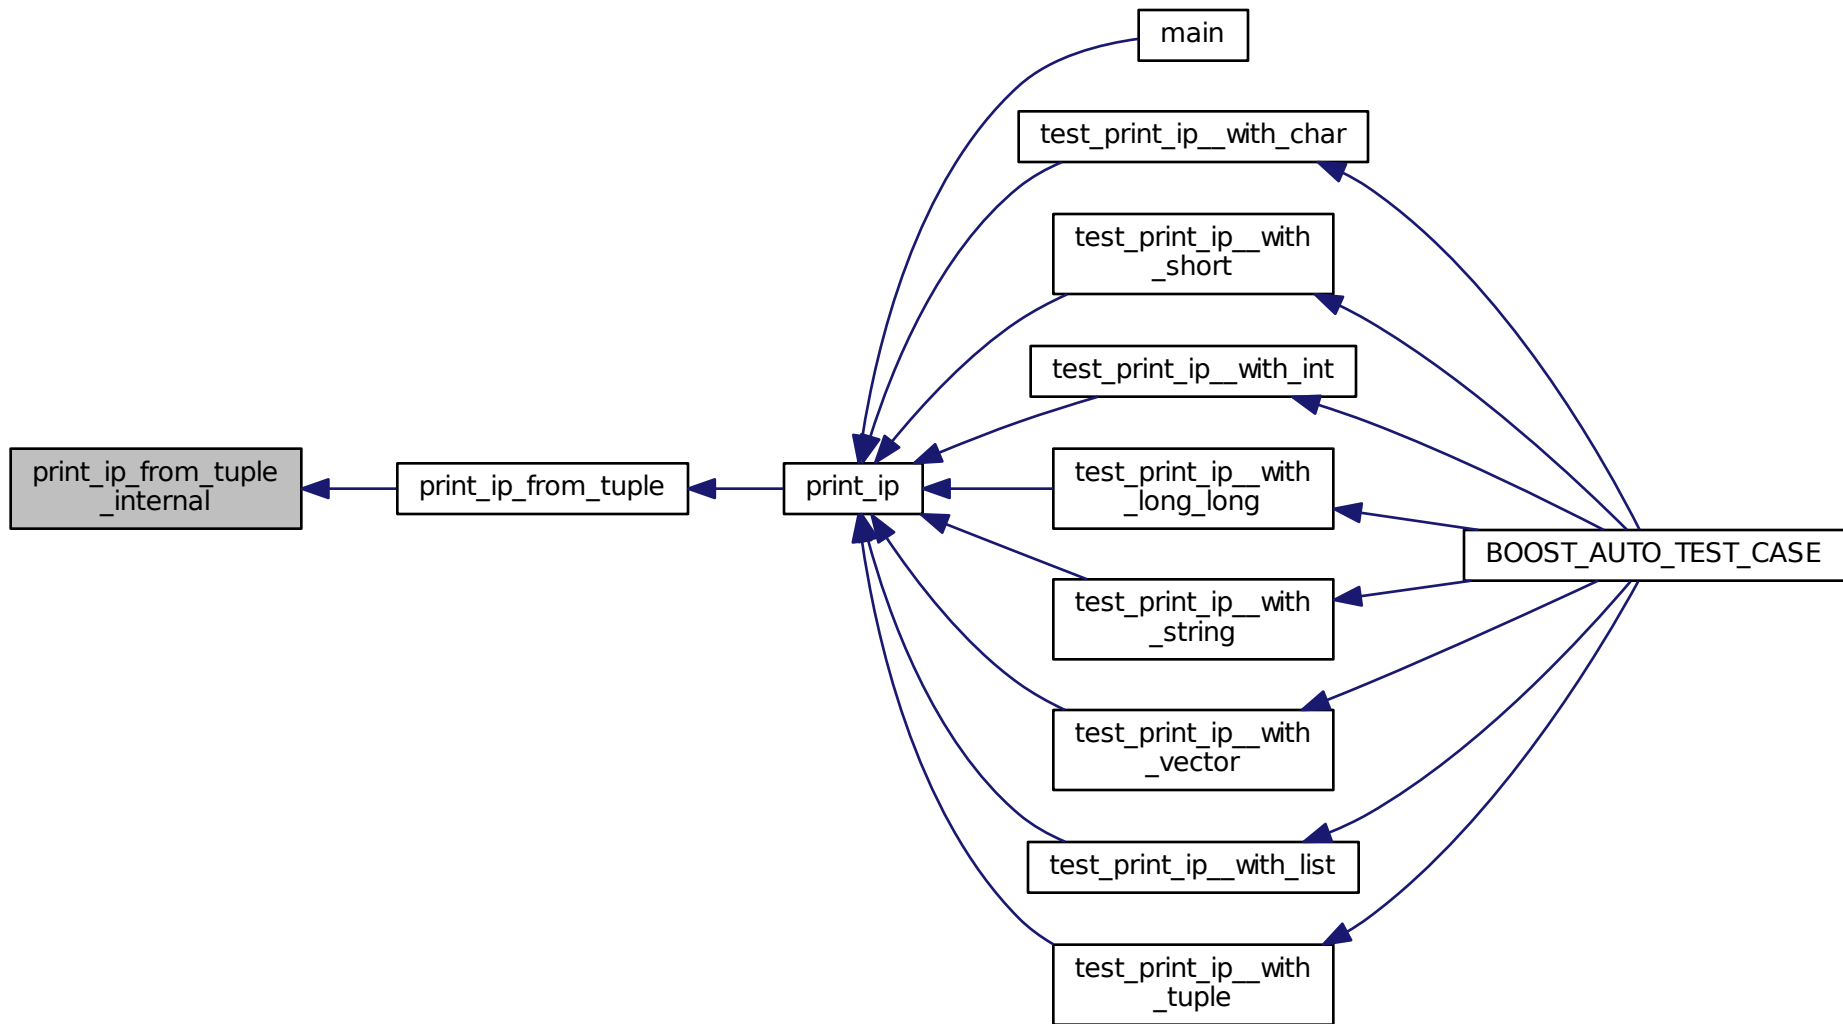 main
test_print_ip__with_char
test_print_ip__with
_short
test_print_ip__with_int
print_ip_from_tuple
_internal
print_ip_from_tuple
print_ip
test_print_ip__with
_long_long
BOOST_AUTO_TEST_CASE
test_print_ip__with
_string
test_print_ip__with
_vector
test_print_ip__with_list
test_print_ip__with
_tuple